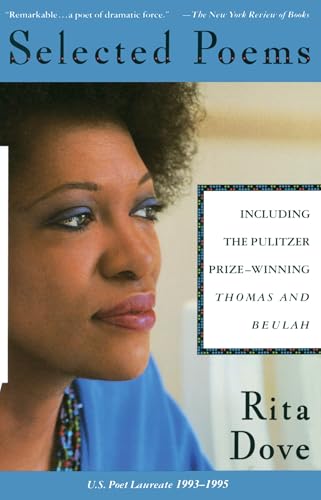 "Remarkable...a poet of dramatic force." —The New York Review of Books
Selected Poems
INCLUDING
THE PULITZER
PRIZE–WINNING
THOMAS AND
BEULAH
Rita
Dove
U.S. Poet Laureate 1993–1995